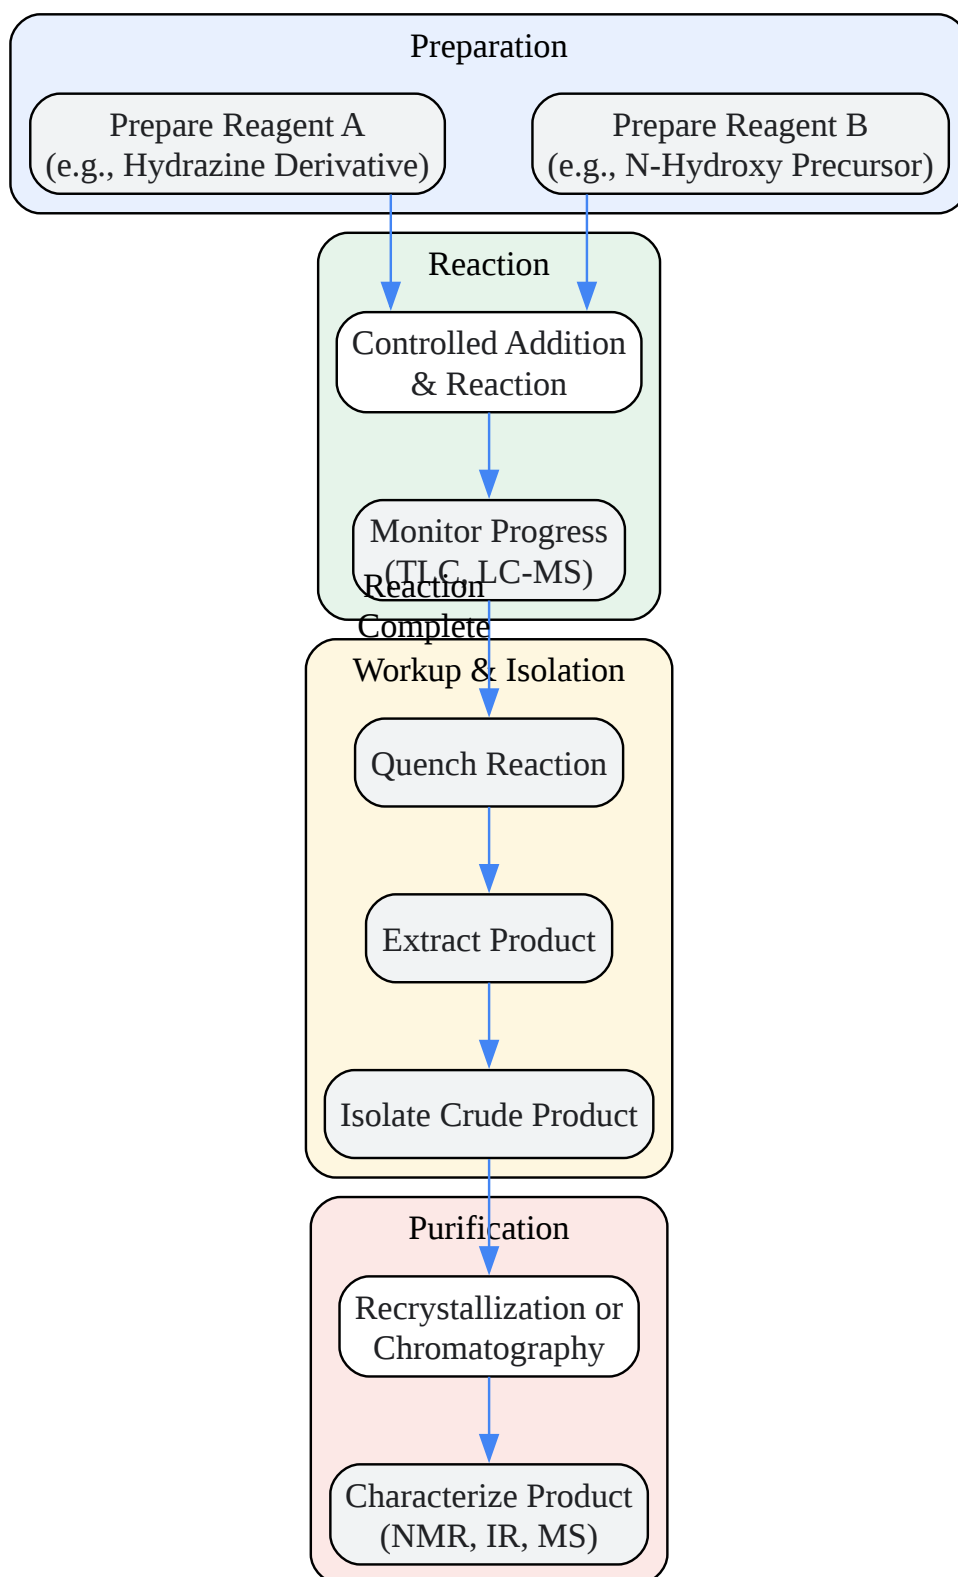 Preparation
Prepare Reagent A
(e.g., Hydrazine Derivative)
Prepare Reagent B
(e.g., N-Hydroxy Precursor)
Reaction
Controlled Addition
& Reaction
Monitor Progress
(TLC, LC-MS)
Reaction
Complete
Workup & Isolation
Quench Reaction
Extract Product
Isolate Crude Product
Purification
Recrystallization or
Chromatography
Characterize Product
(NMR, IR, MS)